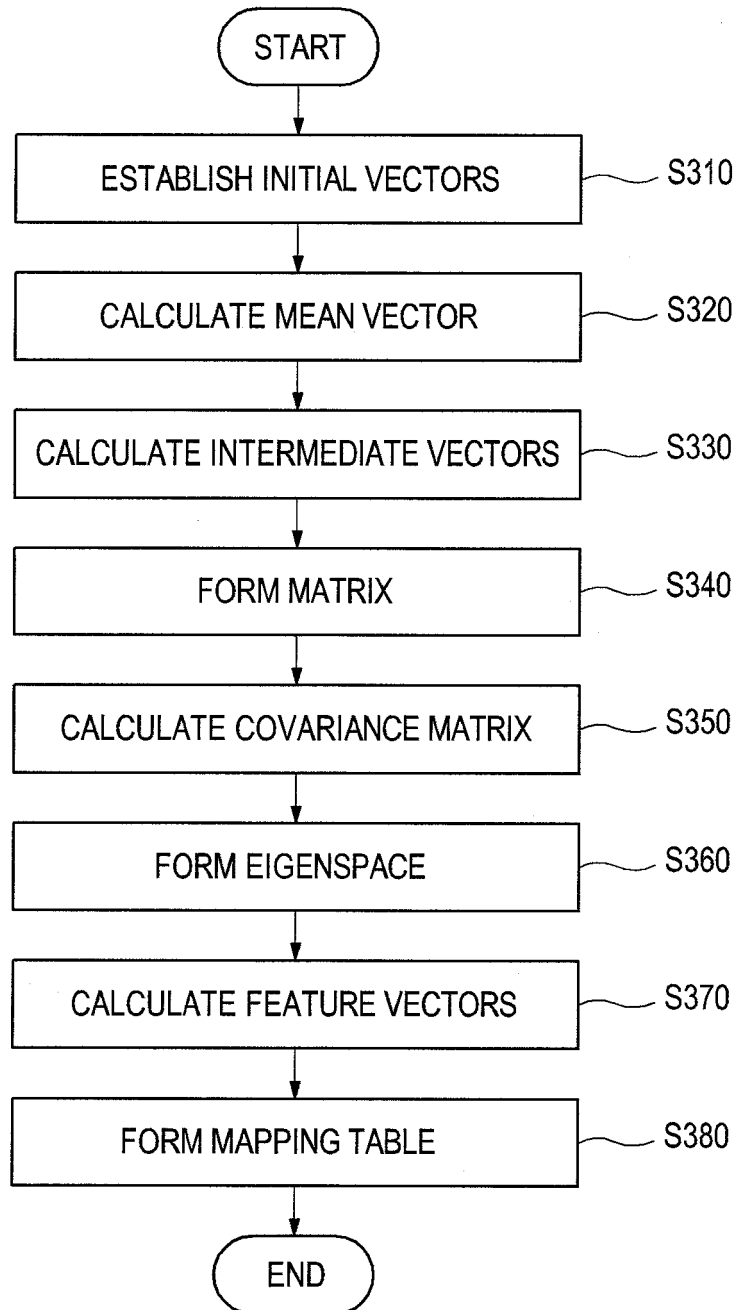 START
ESTABLISH INITIAL VECTORS S310
CALCULATE MEAN VECTOR S320
CALCULATE INTERMEDIATE VECTORS S330
FORM MATRIX S340
CALCULATE COVARIANCE MATRIX S350
FORM EIGENSPACE S360
CALCULATE FEATURE VECTORS S370
FORM MAPPING TABLE S380
END